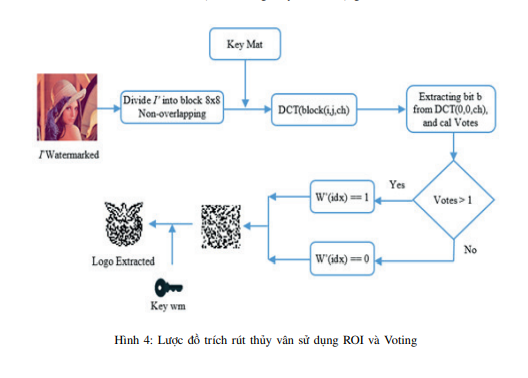 Key Mat
Divide I' into block 8x8
Non-overlapping
DCT(block(i,j,ch)
Extracting bit b
from DCT(0,0,ch),
and cal Votes
I' Watermarked
Yes
Votes > 1
No
W'(idx) == 1
W'(idx) == 0
Logo Extracted
Key wm
Hình 4: Lược đồ trích rút thủy vân sử dụng ROI và Voting